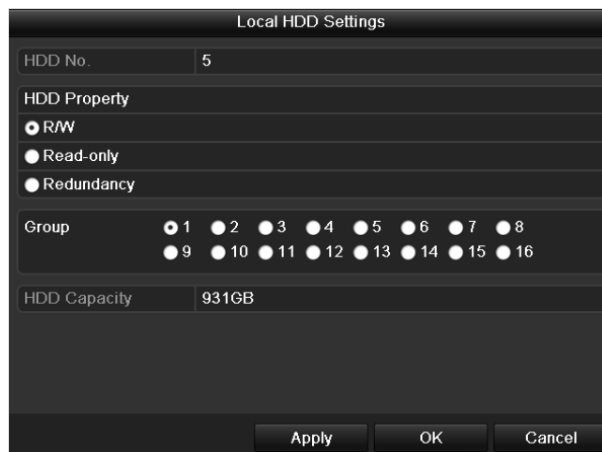 Local HDD Settings
HDD No. 5
HDD Property
R/W
Read-only
Redundancy
Group 1 2 3 4 5 6 7 8
9 10 11 12 13 14 15 16
HDD Capacity 931GB
Apply OK Cancel